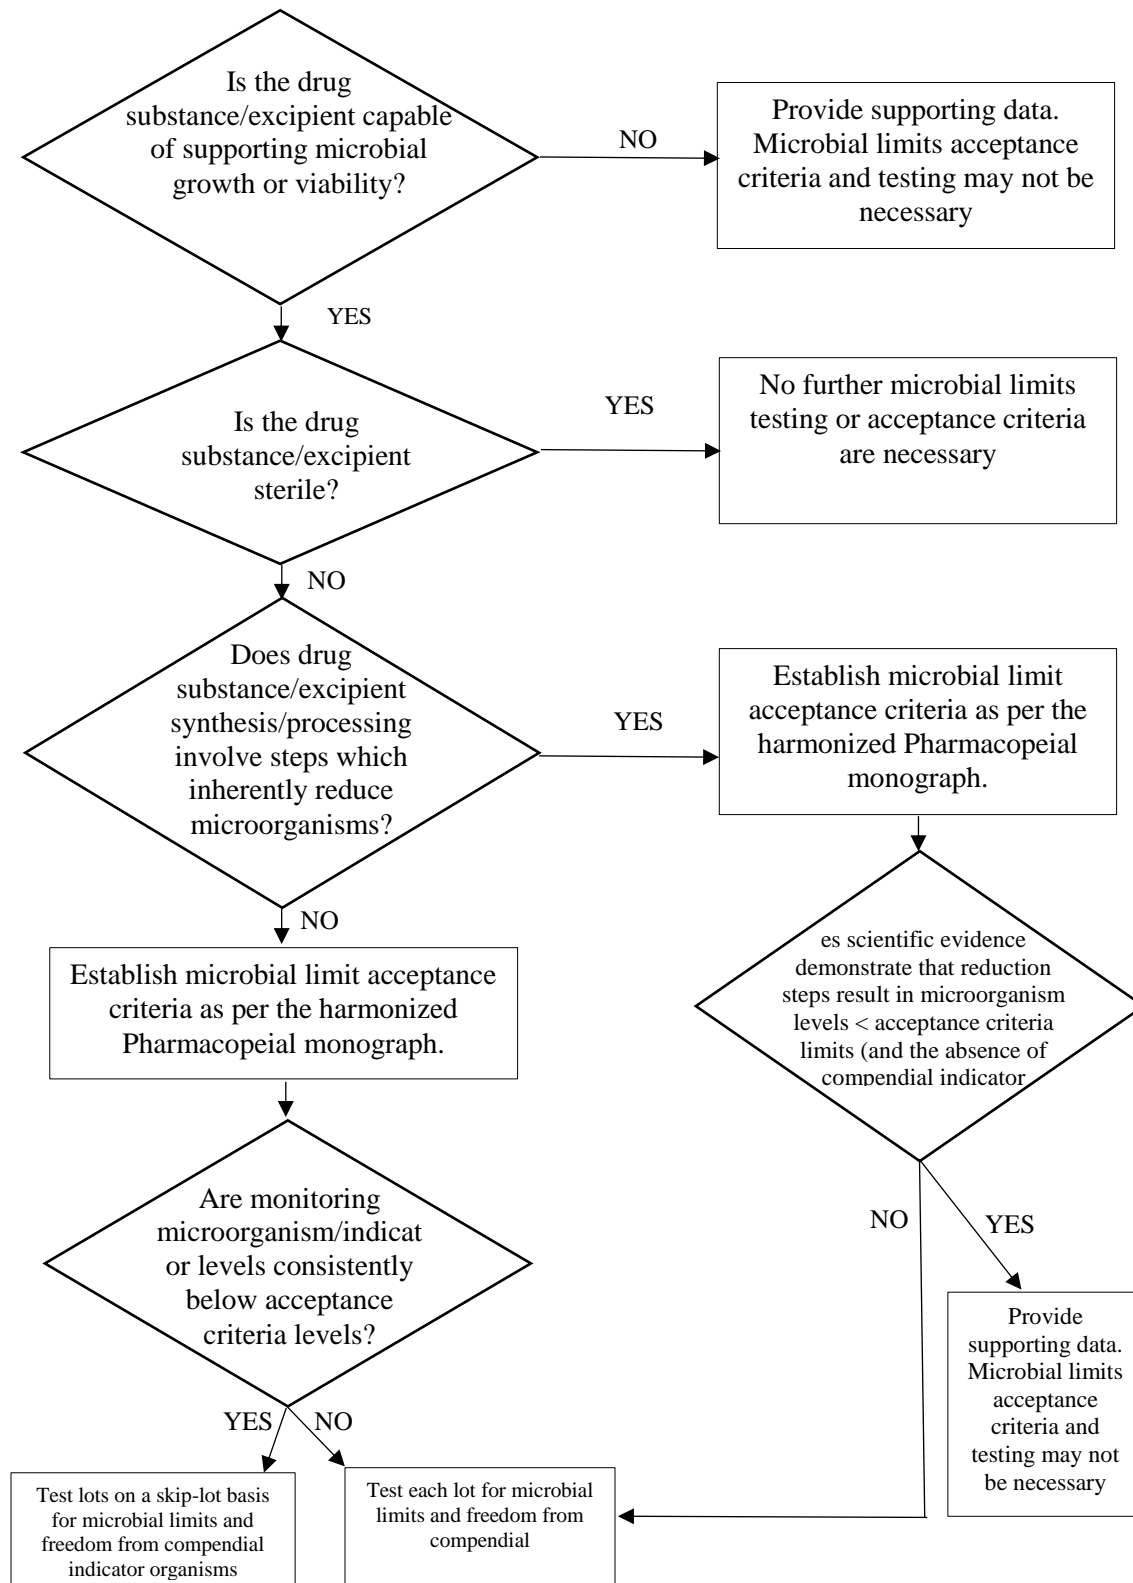 Is the drug
substance/excipient capable
of supporting microbial
growth or viability?
NO
Provide supporting data.
Microbial limits acceptance
criteria and testing may not be
necessary
YES
Is the drug
substance/excipient
sterile?
YES
No further microbial limits
testing or acceptance criteria
are necessary
NO
Does drug
substance/excipient
synthesis/processing
involve steps which
inherently reduce
microorganisms?
YES
Establish microbial limit
acceptance criteria as per the
harmonized Pharmacopeial
monograph.
NO
Establish microbial limit acceptance
criteria as per the harmonized
Pharmacopeial monograph.
es scientific evidence
demonstrate that reduction
steps result in microorganism
levels < acceptance criteria
limits (and the absence of
compendial indicator
NO
YES
Are monitoring
microorganism/indicat
or levels consistently
below acceptance
criteria levels?
Provide
supporting data.
Microbial limits
acceptance
criteria and
testing may not
be necessary
YES
NO
Test lots on a skip-lot basis
for microbial limits and
freedom from compendial
indicator organisms
Test each lot for microbial
limits and freedom from
compendial